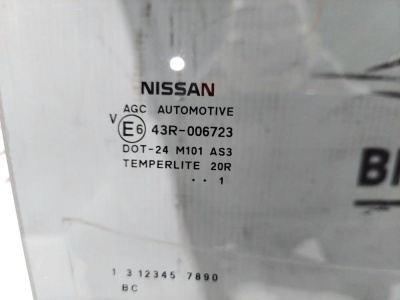 NISSAN
AGC AUTOMOTIVE
V E6 43R-006723
DOT-24 M101 AS3
TEMPERLITE 20R
.. 1
1 3 12345 7890
BC